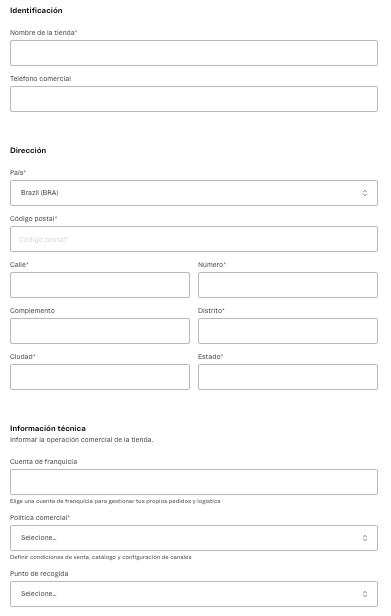 Identificación
Nombre de la tienda*
Teléfono comercial
Dirección
País*
Brazil (BRA)
Código postal*
Código postal*
Calle*
Número*
Complemento
Distrito*
Ciudad*
Estado*
Información técnica
Informar la operación comercial de la tienda.
Cuenta de franquicia
Elige una cuenta de franquicia para gestionar tus propios pedidos y logística
Política comercial*
Selecione...
Definir condiciones de venta, catálogo y configuración de canales
Punto de recogida
Selecione...